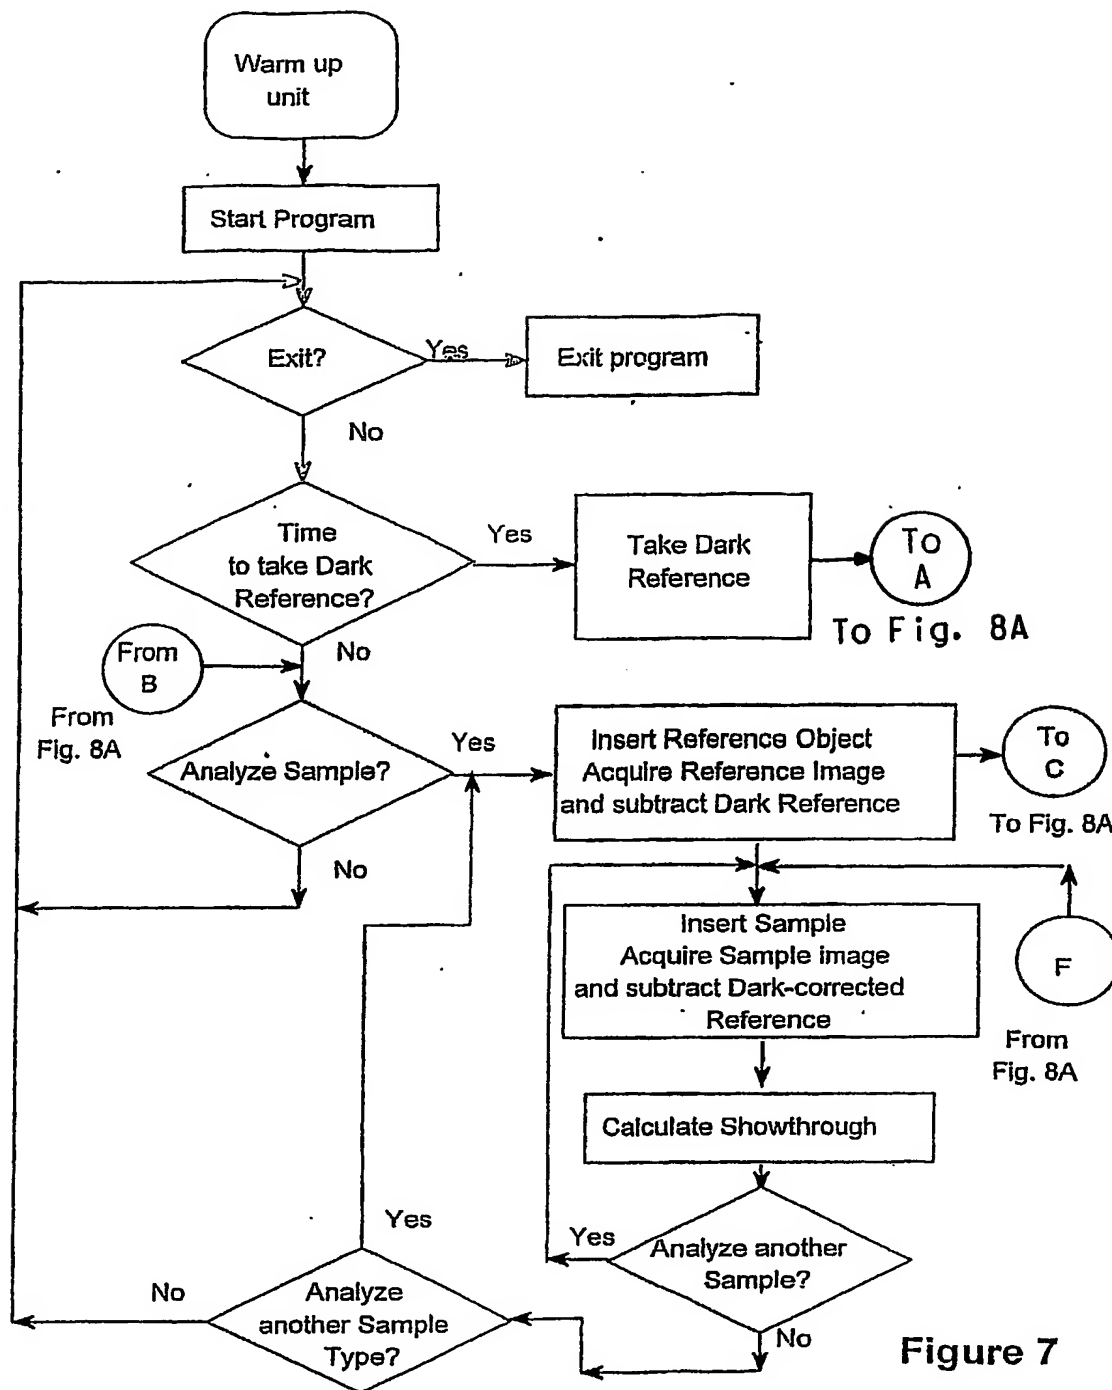 Warm up
unit
Start Program
Exit?
Yes
Exit program
No
Time
to take Dark
Reference?
Yes
Take Dark
Reference
To
A
To Fig. 8A
No
From
B
From
Fig. 8A
Analyze Sample?
Yes
Insert Reference Object
Acquire Reference Image
and subtract Dark Reference
To
C
To Fig. 8A
No
Insert Sample
Acquire Sample image
and subtract Dark-corrected
Reference
F
From
Fig. 8A
Calculate Showthrough
Analyze another
Sample?
Yes
No
Analyze
another Sample
Type?
Yes
No
Figure 7